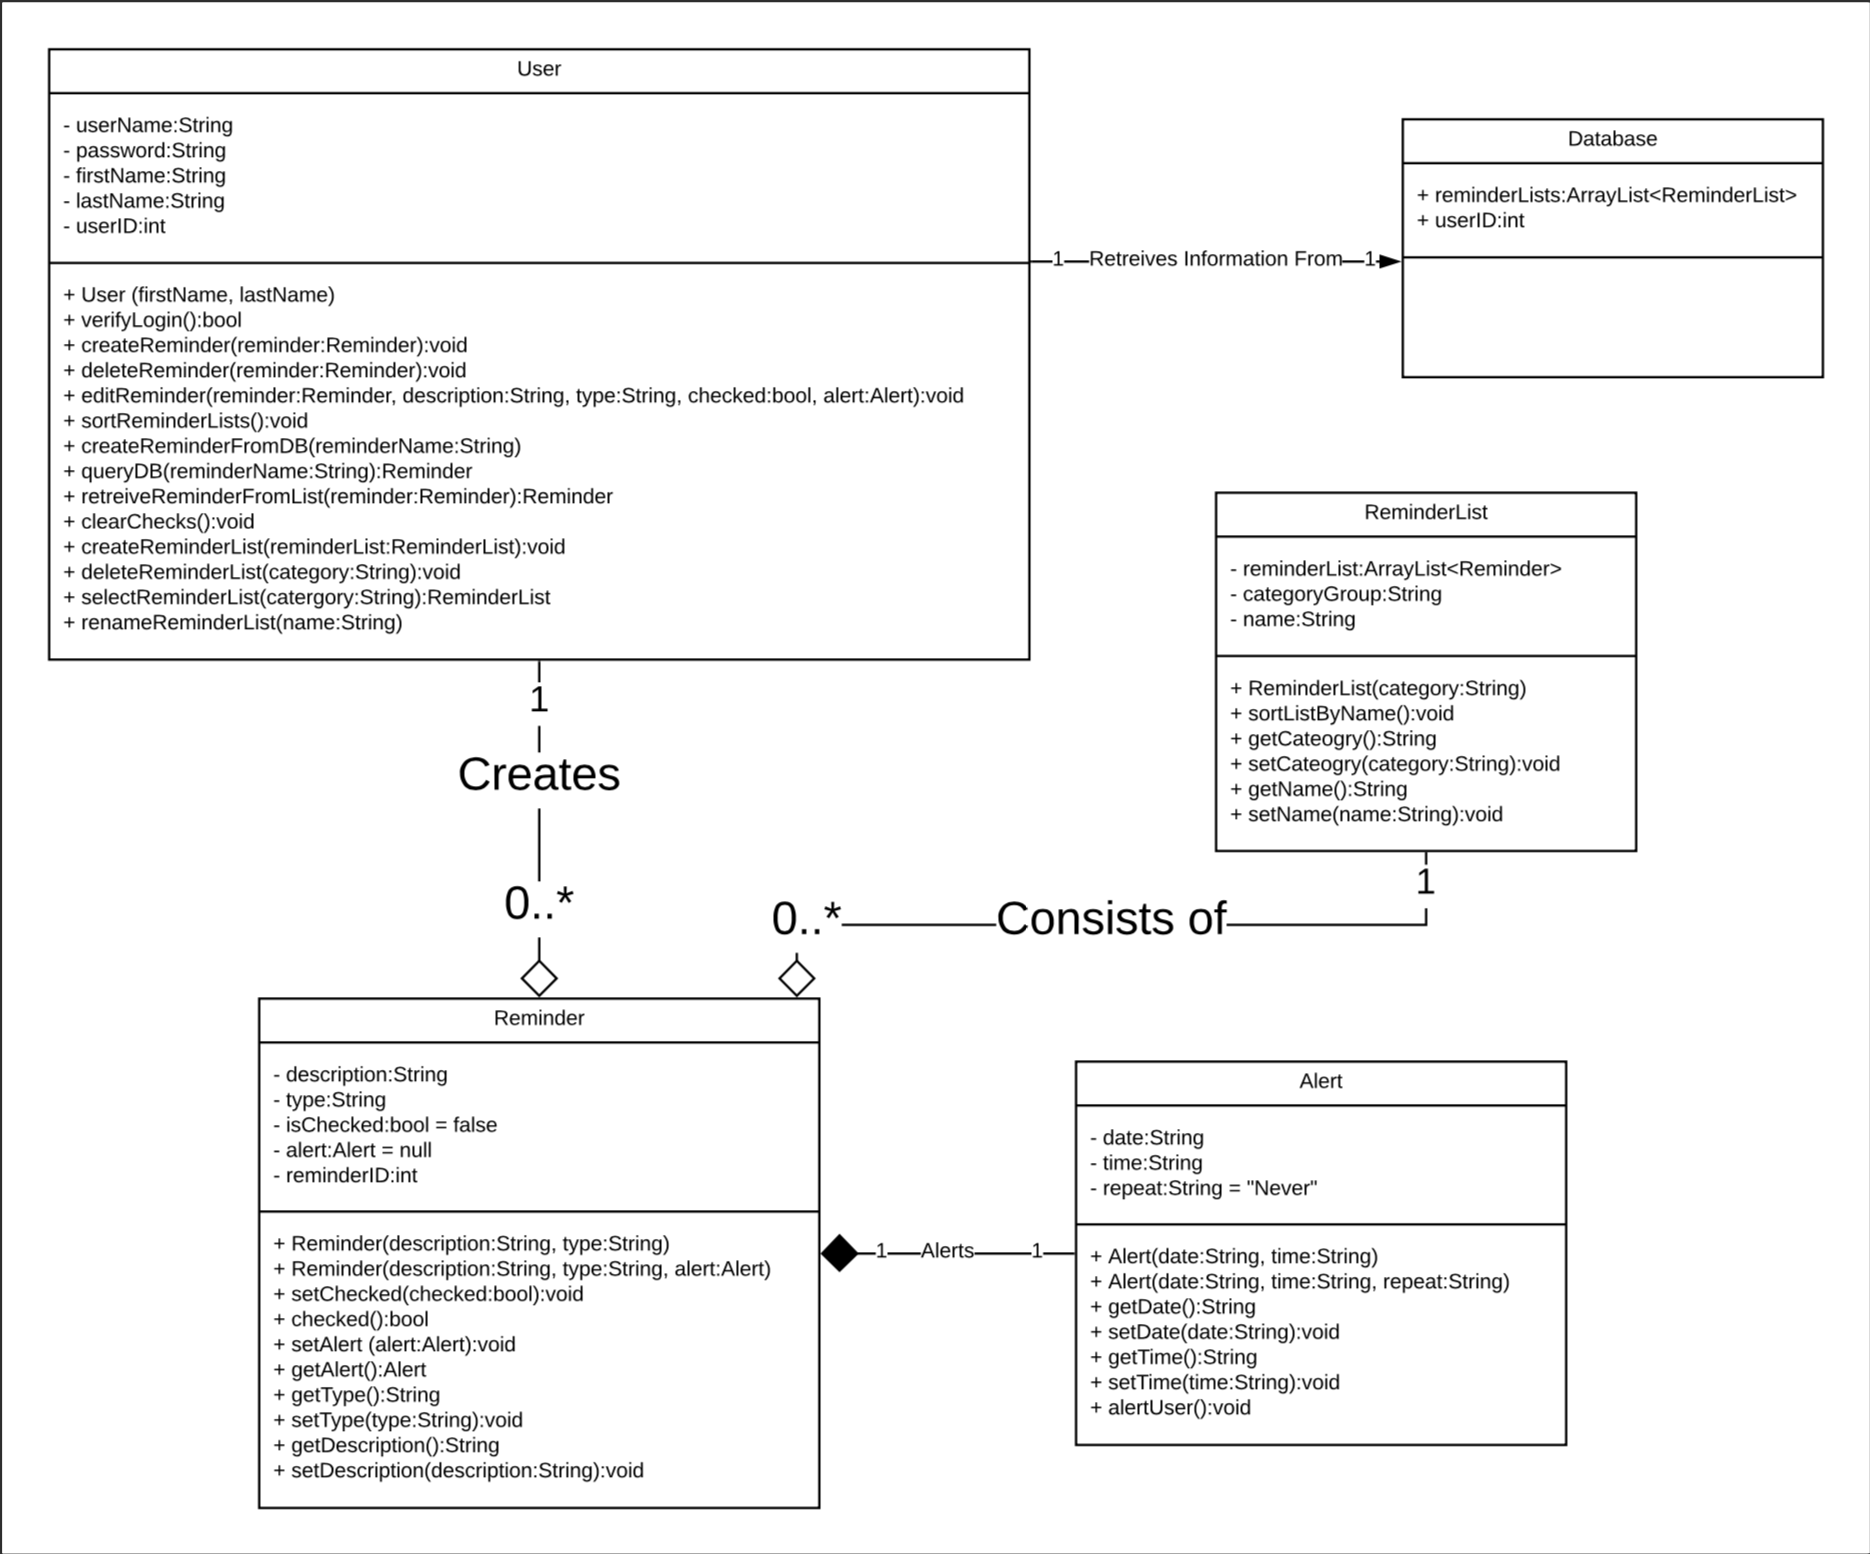 User
- userName:String
- password:String
- firstName:String
- lastName:String
- userID:int
+ User (firstName, lastName)
+ verifyLogin():bool
+ createReminder(reminder:Reminder):void
+ deleteReminder(reminder:Reminder):void
+ editReminder(reminder:Reminder, description:String, type:String, checked:bool, alert:Alert):void
+ sortReminderLists():void
+ createReminderFromDB(reminderName:String)
+ queryDB(reminderName:String):Reminder
+ retreiveReminderFromList(reminder:Reminder):Reminder
+ clearChecks():void
+ createReminderList(reminderList:ReminderList):void
+ deleteReminderList(category:String):void
+ selectReminderList(catergory:String):ReminderList
+ renameReminderList(name:String)
1 Retreives Information From 1
Database
+ reminderLists:ArrayList<ReminderList>
+ userID:int
ReminderList
- reminderList:ArrayList<Reminder>
- categoryGroup:String
- name:String
+ ReminderList(category:String)
+ sortListByName():void
+ getCateogry():String
+ setCateogry(category:String):void
+ getName():String
+ setName(name:String):void
1
Creates
0..*
1
0..* Consists of
Reminder
- description:String
- type:String
- isChecked:bool = false
- alert:Alert = null
- reminderID:int
+ Reminder(description:String, type:String)
+ Reminder(description:String, type:String, alert:Alert)
+ setChecked(checked:bool):void
+ checked():bool
+ setAlert (alert:Alert):void
+ getAlert():Alert
+ getType():String
+ setType(type:String):void
+ getDescription():String
+ setDescription(description:String):void
1 Alerts 1
Alert
- date:String
- time:String
- repeat:String = "Never"
+ Alert(date:String, time:String)
+ Alert(date:String, time:String, repeat:String)
+ getDate():String
+ setDate(date:String):void
+ getTime():String
+ setTime(time:String):void
+ alertUser():void